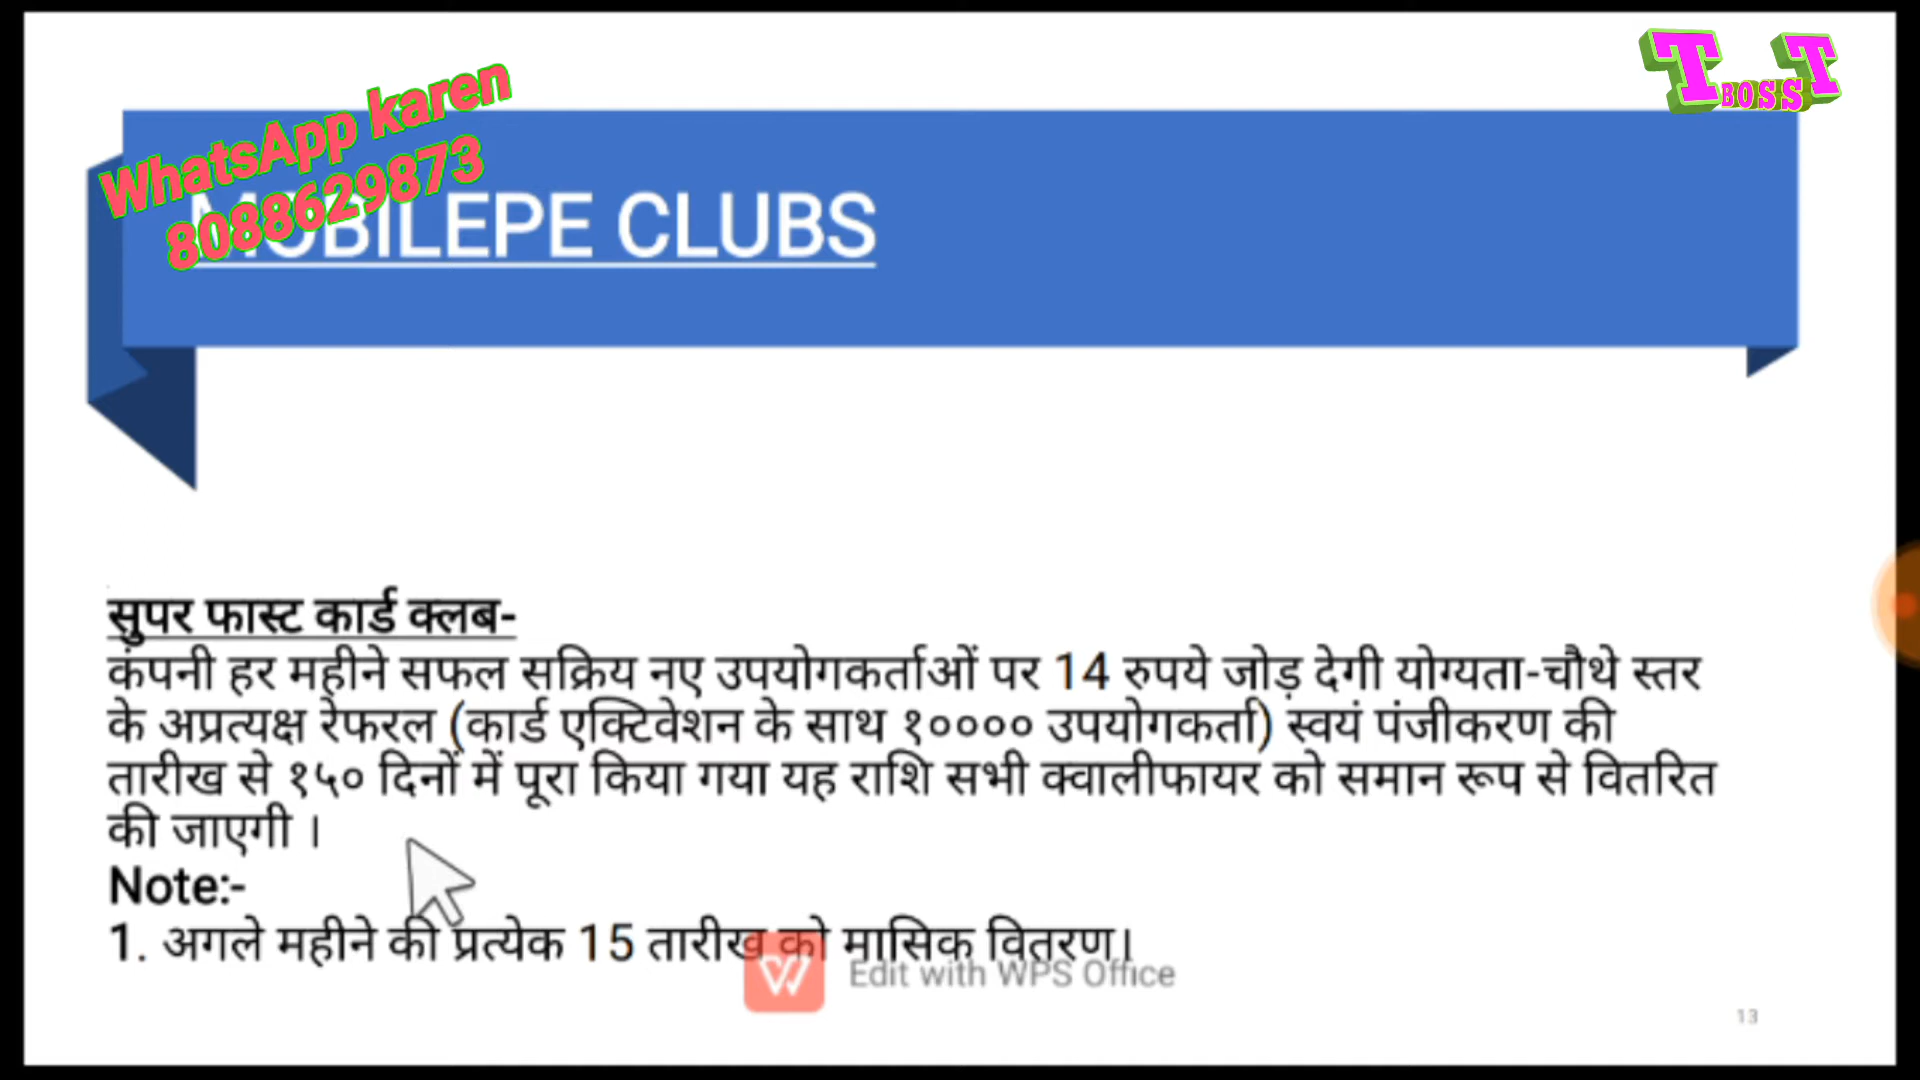 T BOSS T
WhatsApp karen
8088629873
MOBILEPE CLUBS
सुपर फास्ट कार्ड क्लब-
कंपनी हर महीने सफल सक्रिय नए उपयोगकर्ताओं पर 14 रुपये जोड़ देगी योग्यता-चौथे स्तर
के अप्रत्यक्ष रेफरल (कार्ड एक्टिवेशन के साथ १०००० उपयोगकर्ता) स्वयं पंजीकरण की
तारीख से १५० दिनों में पूरा किया गया यह राशि सभी क्वालीफायर को समान रूप से वितरित
की जाएगी ।
Note:-
1. अगले महीने की प्रत्येक 15 तारीख को मासिक वितरण।
Edit with WPS Office
13